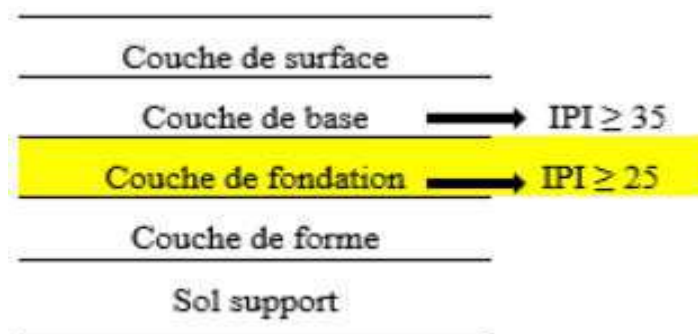 Couche de surface
Couche de base IPI ≥ 35
Couche de fondation IPI ≥ 25
Couche de forme
Sol support